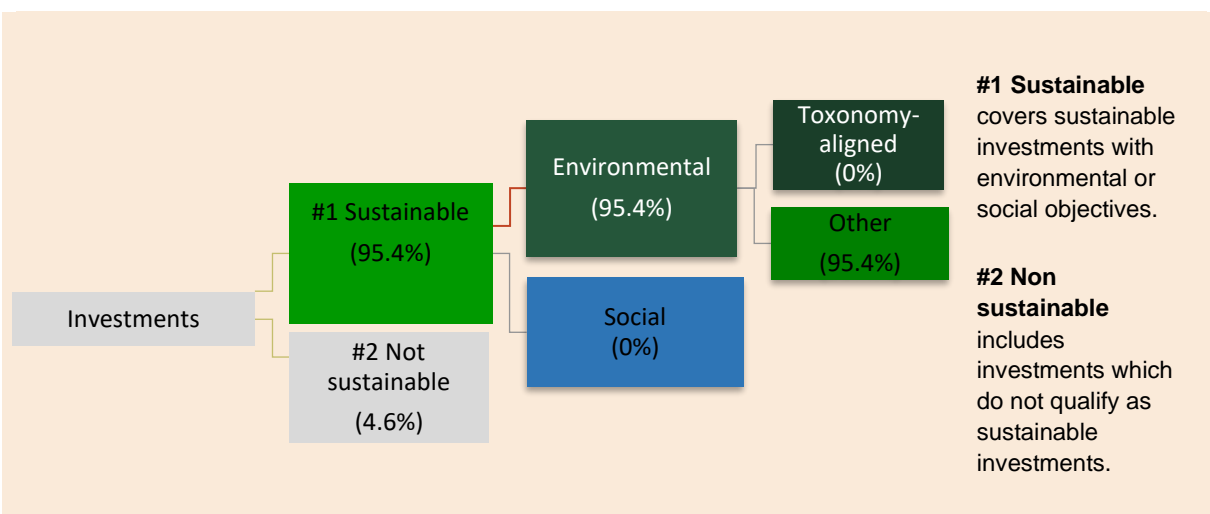 Investments
#1 Sustainable
(95.4%)
#2 Not
sustainable
(4.6%)
Environmental
(95.4%)
Social
(0%)
Toxonomy-
aligned
(0%)
Other
(95.4%)
#1 Sustainable
covers sustainable
investments with
environmental or
social objectives.
#2 Non
sustainable
includes
investments which
do not qualify as
sustainable
investments.